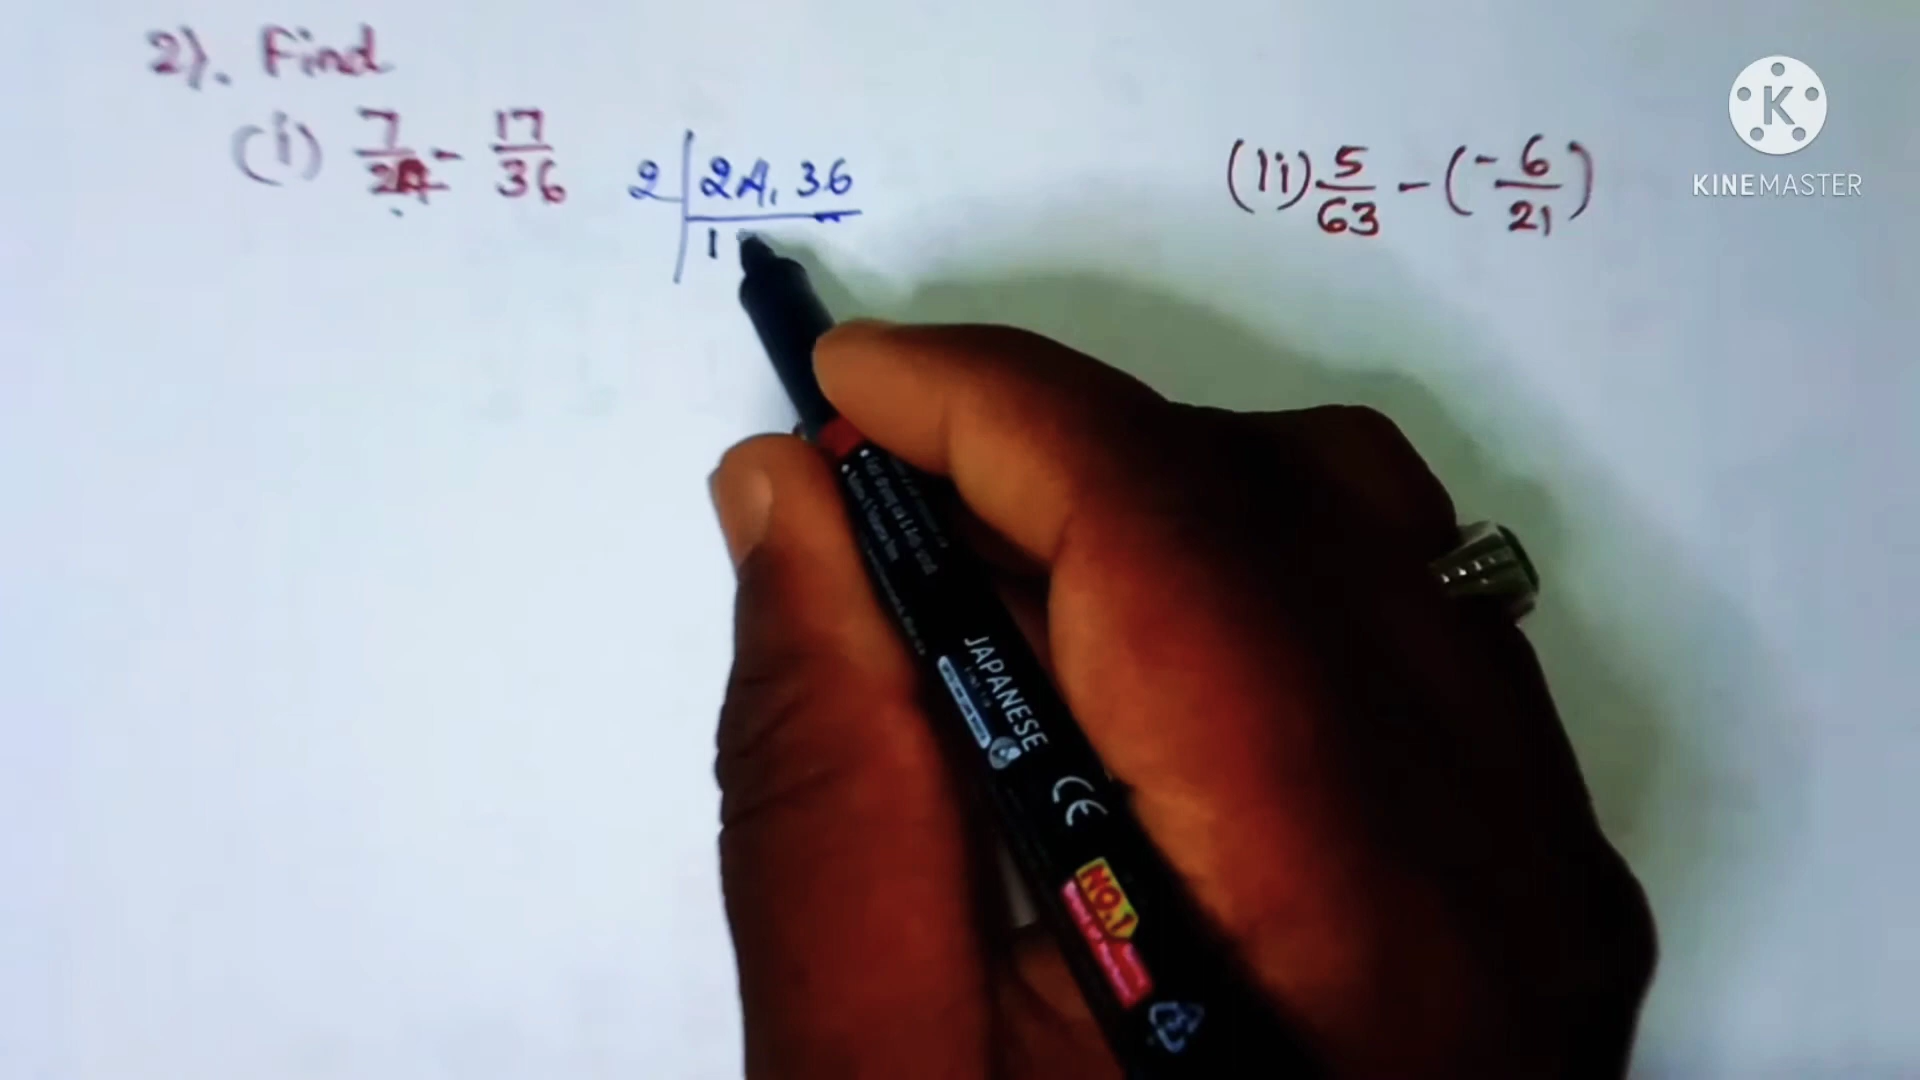 2). Find
(i) 7/24 - 17/36
2 | 24, 36
1
(ii) 5/63 - (-6/21)
K
KINEMASTER
JAPANESE
CE
NO.1